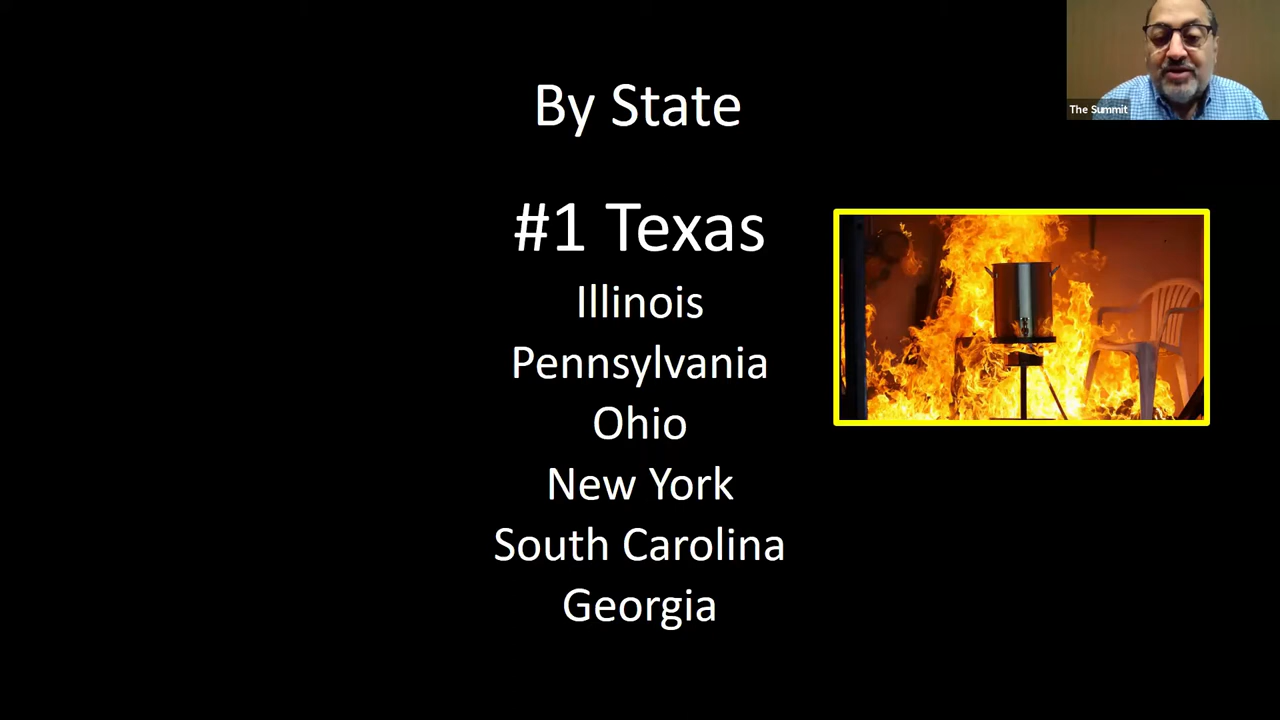 By State
#1 Texas
Illinois
Pennsylvania
Ohio
New York
South Carolina
Georgia
The Summit